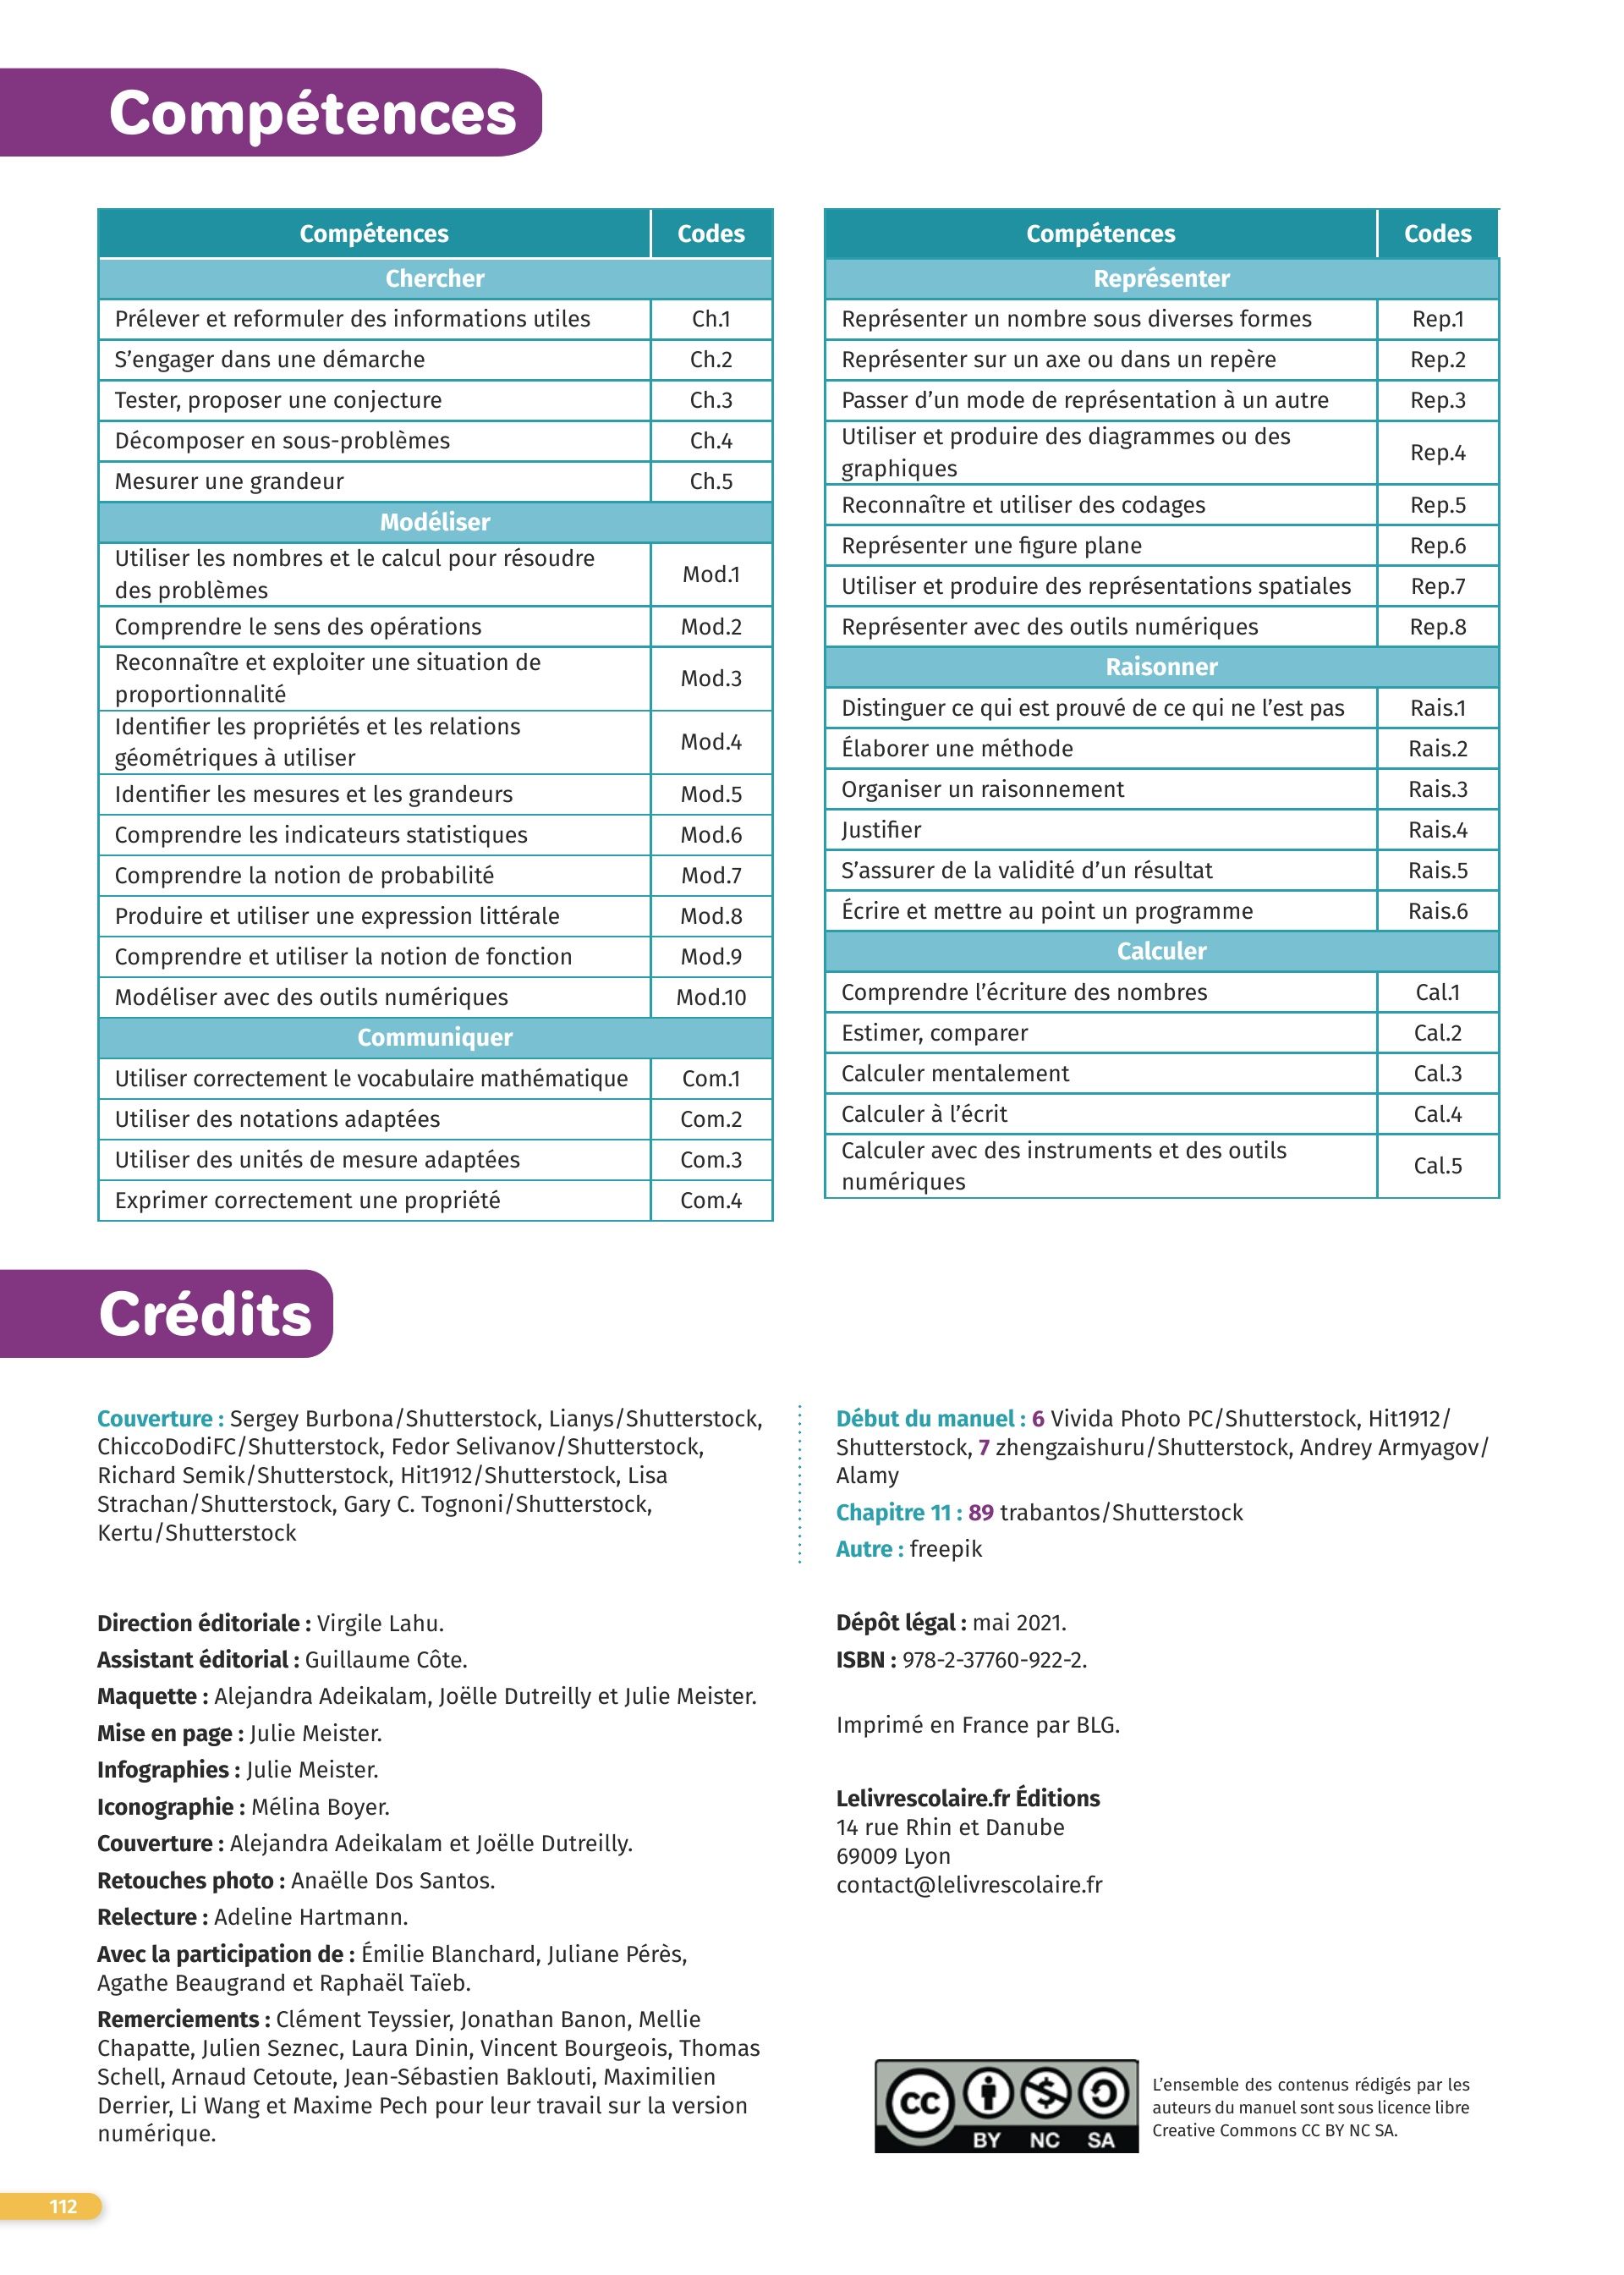 Compétences
Compétences Codes
Chercher
Prélever et reformuler des informations utiles Ch.1
S’engager dans une démarche Ch.2
Tester, proposer une conjecture Ch.3
Décomposer en sous-problèmes Ch.4
Mesurer une grandeur Ch.5
Modéliser
Utiliser les nombres et le calcul pour résoudre
des problèmes Mod.1
Comprendre le sens des opérations Mod.2
Reconnaître et exploiter une situation de
proportionnalité Mod.3
Identifier les propriétés et les relations
géométriques à utiliser Mod.4
Identifier les mesures et les grandeurs Mod.5
Comprendre les indicateurs statistiques Mod.6
Comprendre la notion de probabilité Mod.7
Produire et utiliser une expression littérale Mod.8
Comprendre et utiliser la notion de fonction Mod.9
Modéliser avec des outils numériques Mod.10
Communiquer
Utiliser correctement le vocabulaire mathématique Com.1
Utiliser des notations adaptées Com.2
Utiliser des unités de mesure adaptées Com.3
Exprimer correctement une propriété Com.4
Compétences Codes
Représenter
Représenter un nombre sous diverses formes Rep.1
Représenter sur un axe ou dans un repère Rep.2
Passer d’un mode de représentation à un autre Rep.3
Utiliser et produire des diagrammes ou des
graphiques Rep.4
Reconnaître et utiliser des codages Rep.5
Représenter une figure plane Rep.6
Utiliser et produire des représentations spatiales Rep.7
Représenter avec des outils numériques Rep.8
Raisonner
Distinguer ce qui est prouvé de ce qui ne l’est pas Rais.1
Élaborer une méthode Rais.2
Organiser un raisonnement Rais.3
Justifier Rais.4
S’assurer de la validité d’un résultat Rais.5
Écrire et mettre au point un programme Rais.6
Calculer
Comprendre l’écriture des nombres Cal.1
Estimer, comparer Cal.2
Calculer mentalement Cal.3
Calculer à l’écrit Cal.4
Calculer avec des instruments et des outils
numériques Cal.5
Crédits
Couverture : Sergey Burbona/Shutterstock, Lianys/Shutterstock,
ChiccoDodiFC/Shutterstock, Fedor Selivanov/Shutterstock,
Richard Semik/Shutterstock, Hit1912/Shutterstock, Lisa
Strachan/Shutterstock, Gary C. Tognoni/Shutterstock,
Kertu/Shutterstock
Début du manuel : 6 Vivida Photo PC/Shutterstock, Hit1912/
Shutterstock, 7 zhengzaishuru/Shutterstock, Andrey Armyagov/
Alamy
Chapitre 11 : 89 trabantos/Shutterstock
Autre : freepik
Direction éditoriale : Virgile Lahu.
Assistant éditorial : Guillaume Côte.
Maquette : Alejandra Adeikalam, Joëlle Dutreilly et Julie Meister.
Mise en page : Julie Meister.
Infographies : Julie Meister.
Iconographie : Mélina Boyer.
Couverture : Alejandra Adeikalam et Joëlle Dutreilly.
Retouches photo : Anaëlle Dos Santos.
Relecture : Adeline Hartmann.
Avec la participation de : Émilie Blanchard, Juliane Pérès,
Agathe Beaugrand et Raphaël Taïeb.
Remerciements : Clément Teyssier, Jonathan Banon, Mellie
Chapatte, Julien Seznec, Laura Dinin, Vincent Bourgeois, Thomas
Schell, Arnaud Cetoute, Jean-Sébastien Baklouti, Maximilien
Derrier, Li Wang et Maxime Pech pour leur travail sur la version
numérique.
Dépôt légal : mai 2021.
ISBN : 978-2-37760-922-2.
Imprimé en France par BLG.
Lelivrescolaire.fr Éditions
14 rue Rhin et Danube
69009 Lyon
contact@lelivrescolaire.fr
CC
BY NC SA
L’ensemble des contenus rédigés par les
auteurs du manuel sont sous licence libre
Creative Commons CC BY NC SA.
112